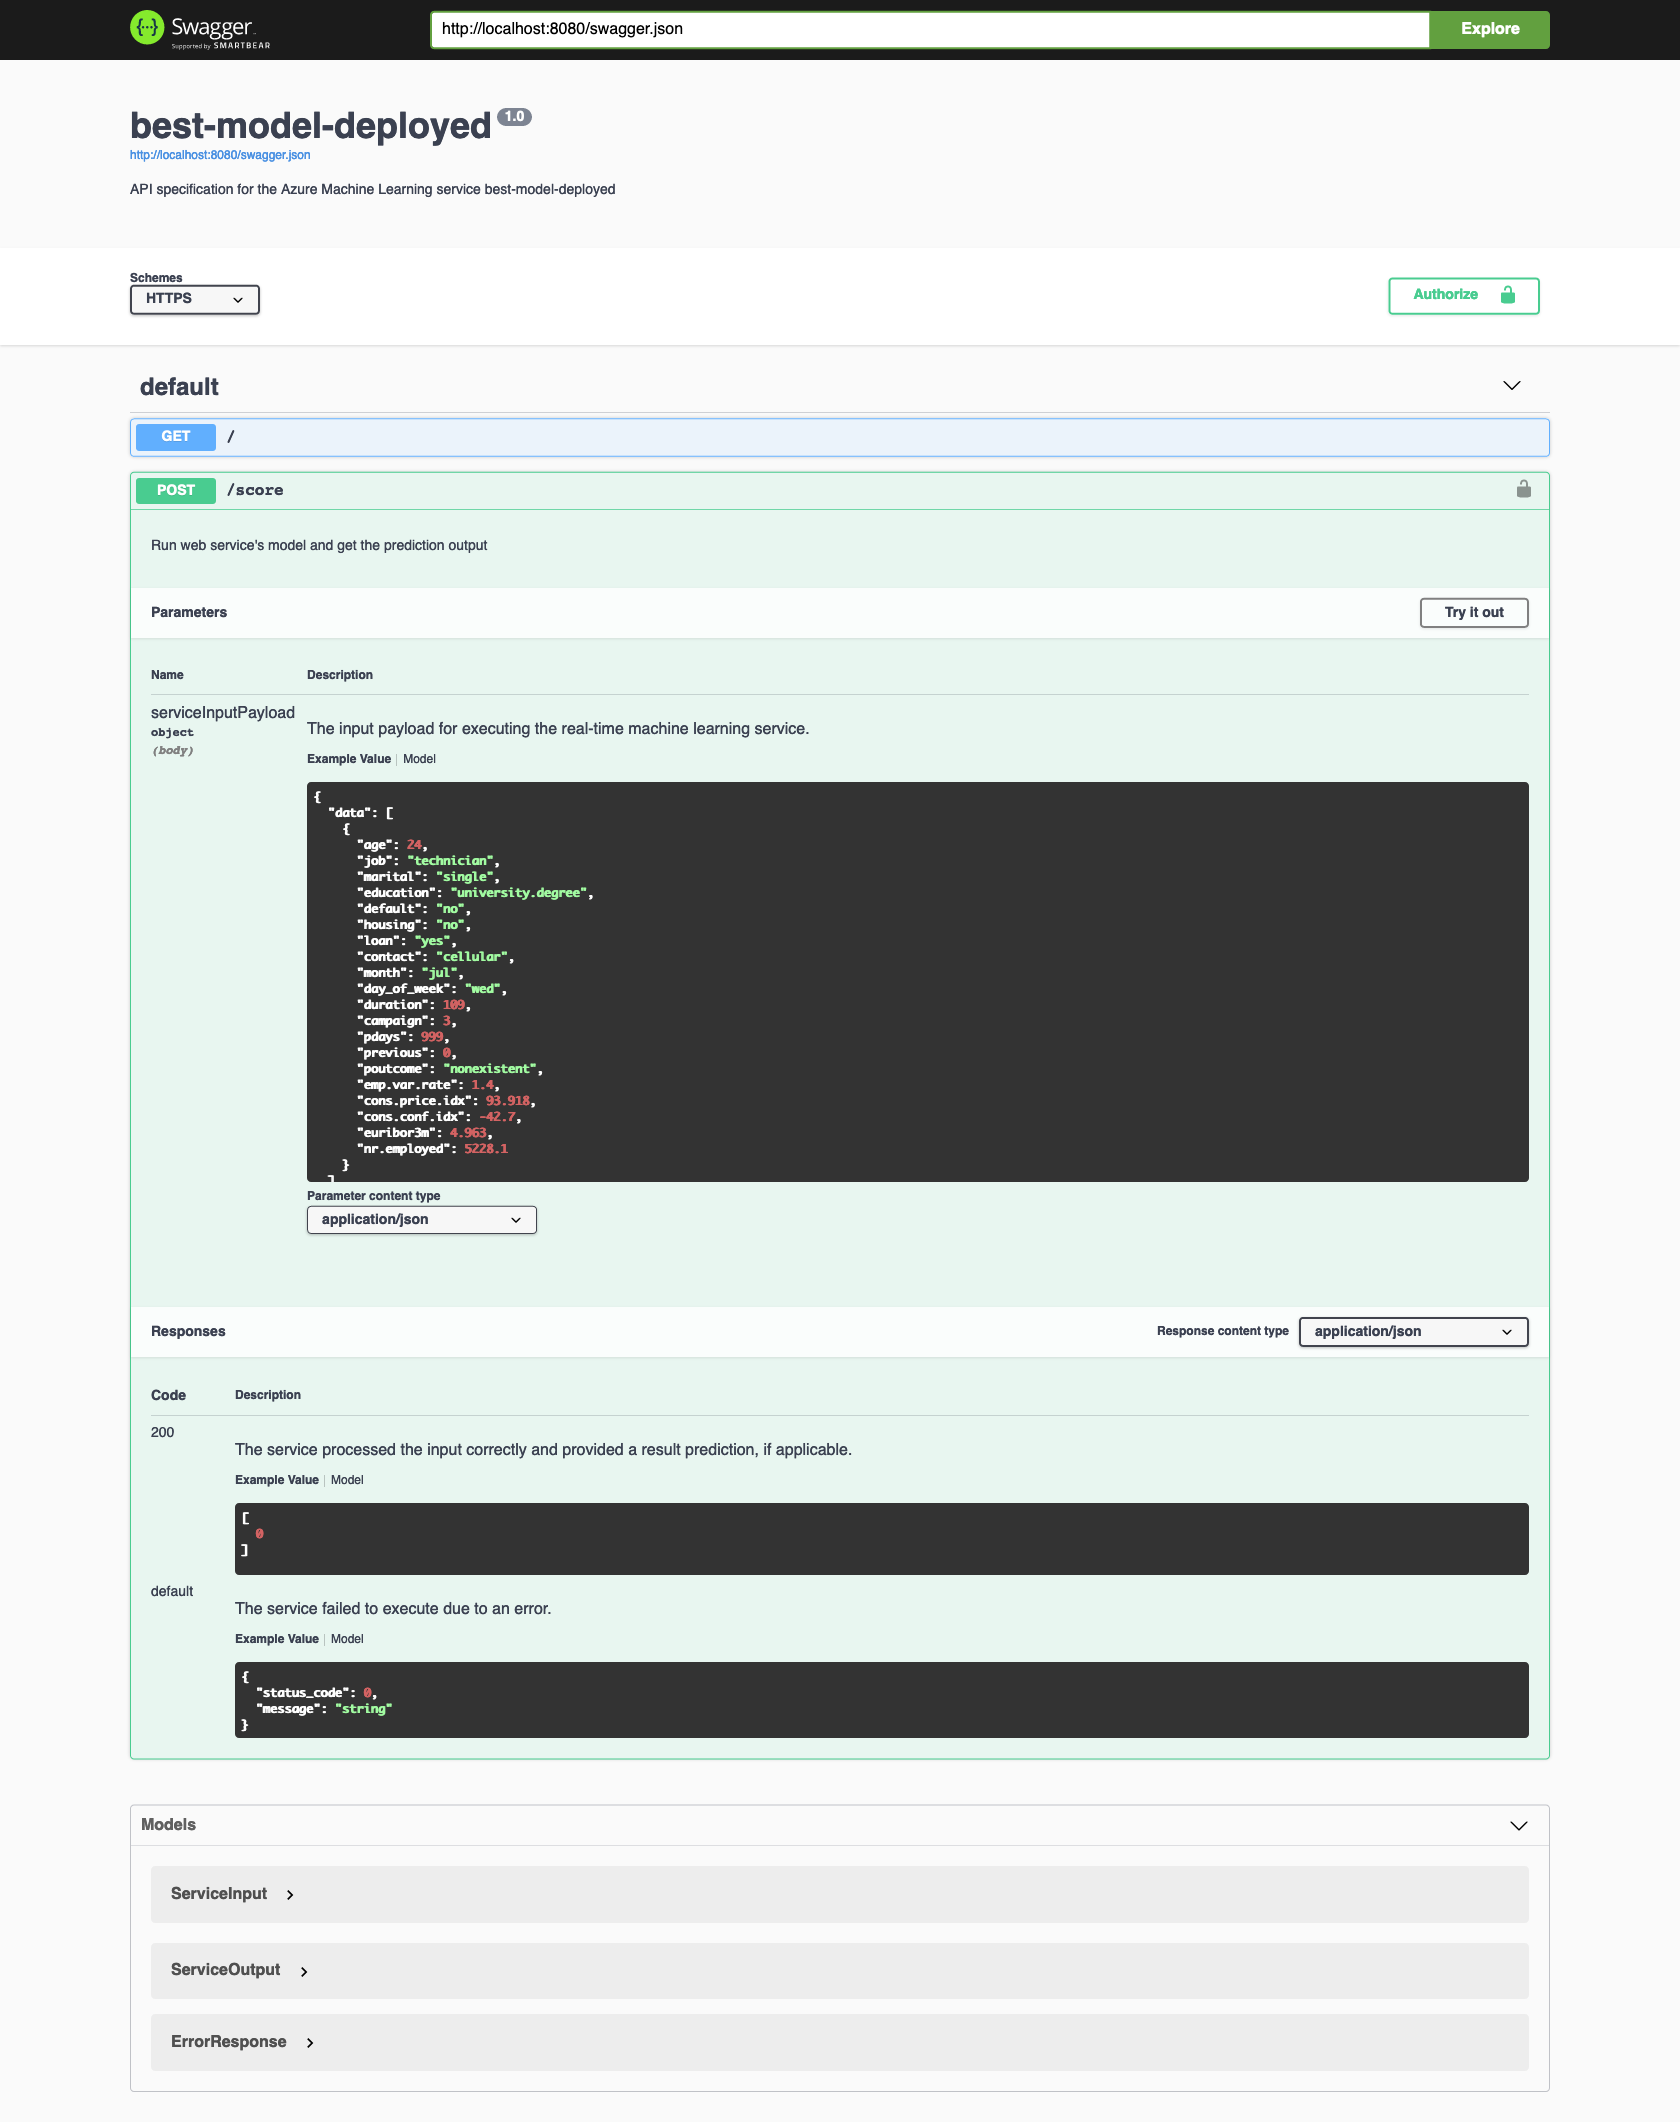 Swagger
Supported by SMARTBEAR
http://localhost:8080/swagger.json
Explore
best-model-deployed 1.0
http://localhost:8080/swagger.json
API specification for the Azure Machine Learning service best-model-deployed
Schemes
HTTPS
Authorize
default
GET /
POST /score
Run web service's model and get the prediction output
Parameters
Try it out
Name Description
serviceInputPayload
object
(body)
The input payload for executing the real-time machine learning service.
Example Value | Model
{
  "data": [
    {
      "age": 24,
      "job": "technician",
      "marital": "single",
      "education": "university.degree",
      "default": "no",
      "housing": "no",
      "loan": "yes",
      "contact": "cellular",
      "month": "jul",
      "day_of_week": "wed",
      "duration": 109,
      "campaign": 3,
      "pdays": 999,
      "previous": 0,
      "poutcome": "nonexistent",
      "emp.var.rate": 1.4,
      "cons.price.idx": 93.918,
      "cons.conf.idx": -42.7,
      "euribor3m": 4.963,
      "nr.employed": 5228.1
    }
  ]
Parameter content type
application/json
Responses
Response content type application/json
Code Description
200
The service processed the input correctly and provided a result prediction, if applicable.
Example Value | Model
[
  0
]
default
The service failed to execute due to an error.
Example Value | Model
{
  "status_code": 0,
  "message": "string"
}
Models
ServiceInput
ServiceOutput
ErrorResponse